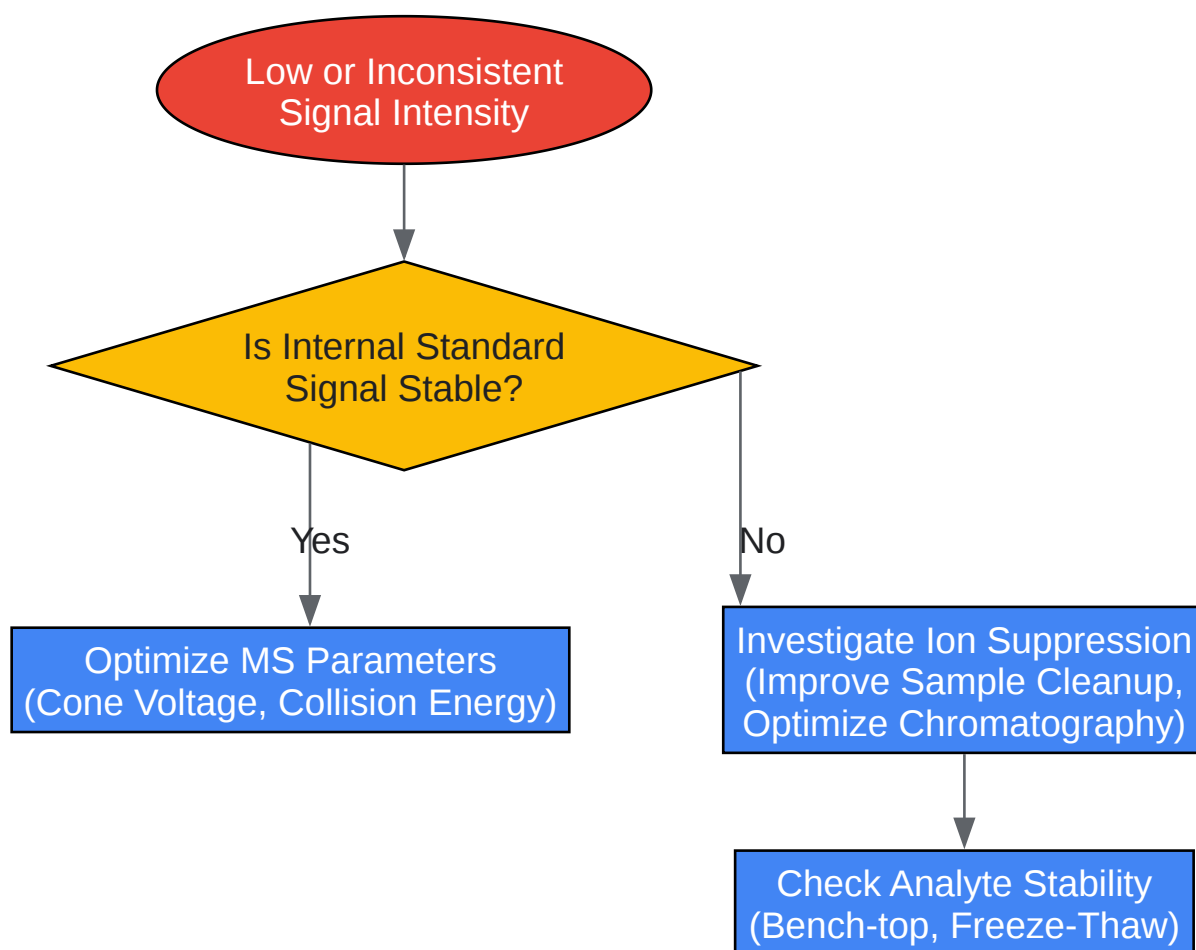 Low or Inconsistent
Signal Intensity
Is Internal Standard
Signal Stable?
Yes
No
Optimize MS Parameters
(Cone Voltage, Collision Energy)
Investigate Ion Suppression
(Improve Sample Cleanup,
Optimize Chromatography)
Check Analyte Stability
(Bench-top, Freeze-Thaw)